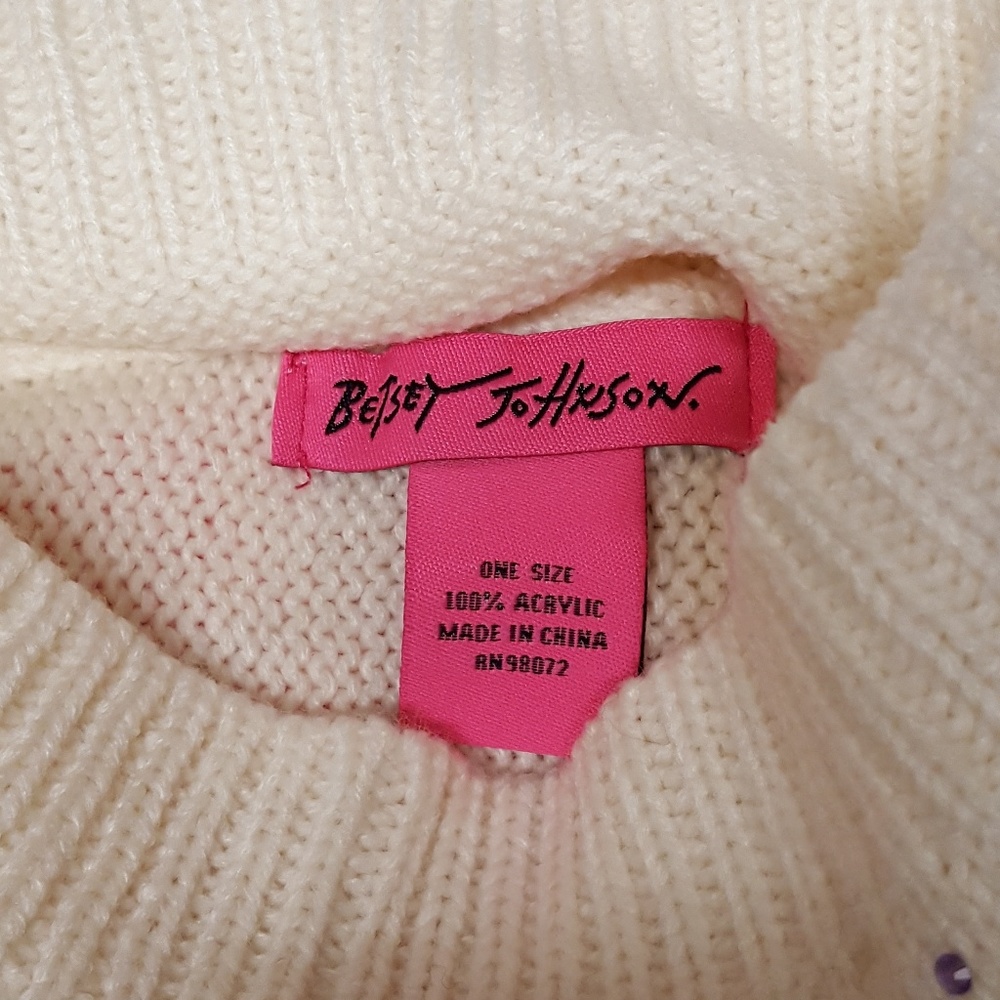 BETSEY JOHNSON.
ONE SIZE
100% ACRYLIC
MADE IN CHINA
RN98072